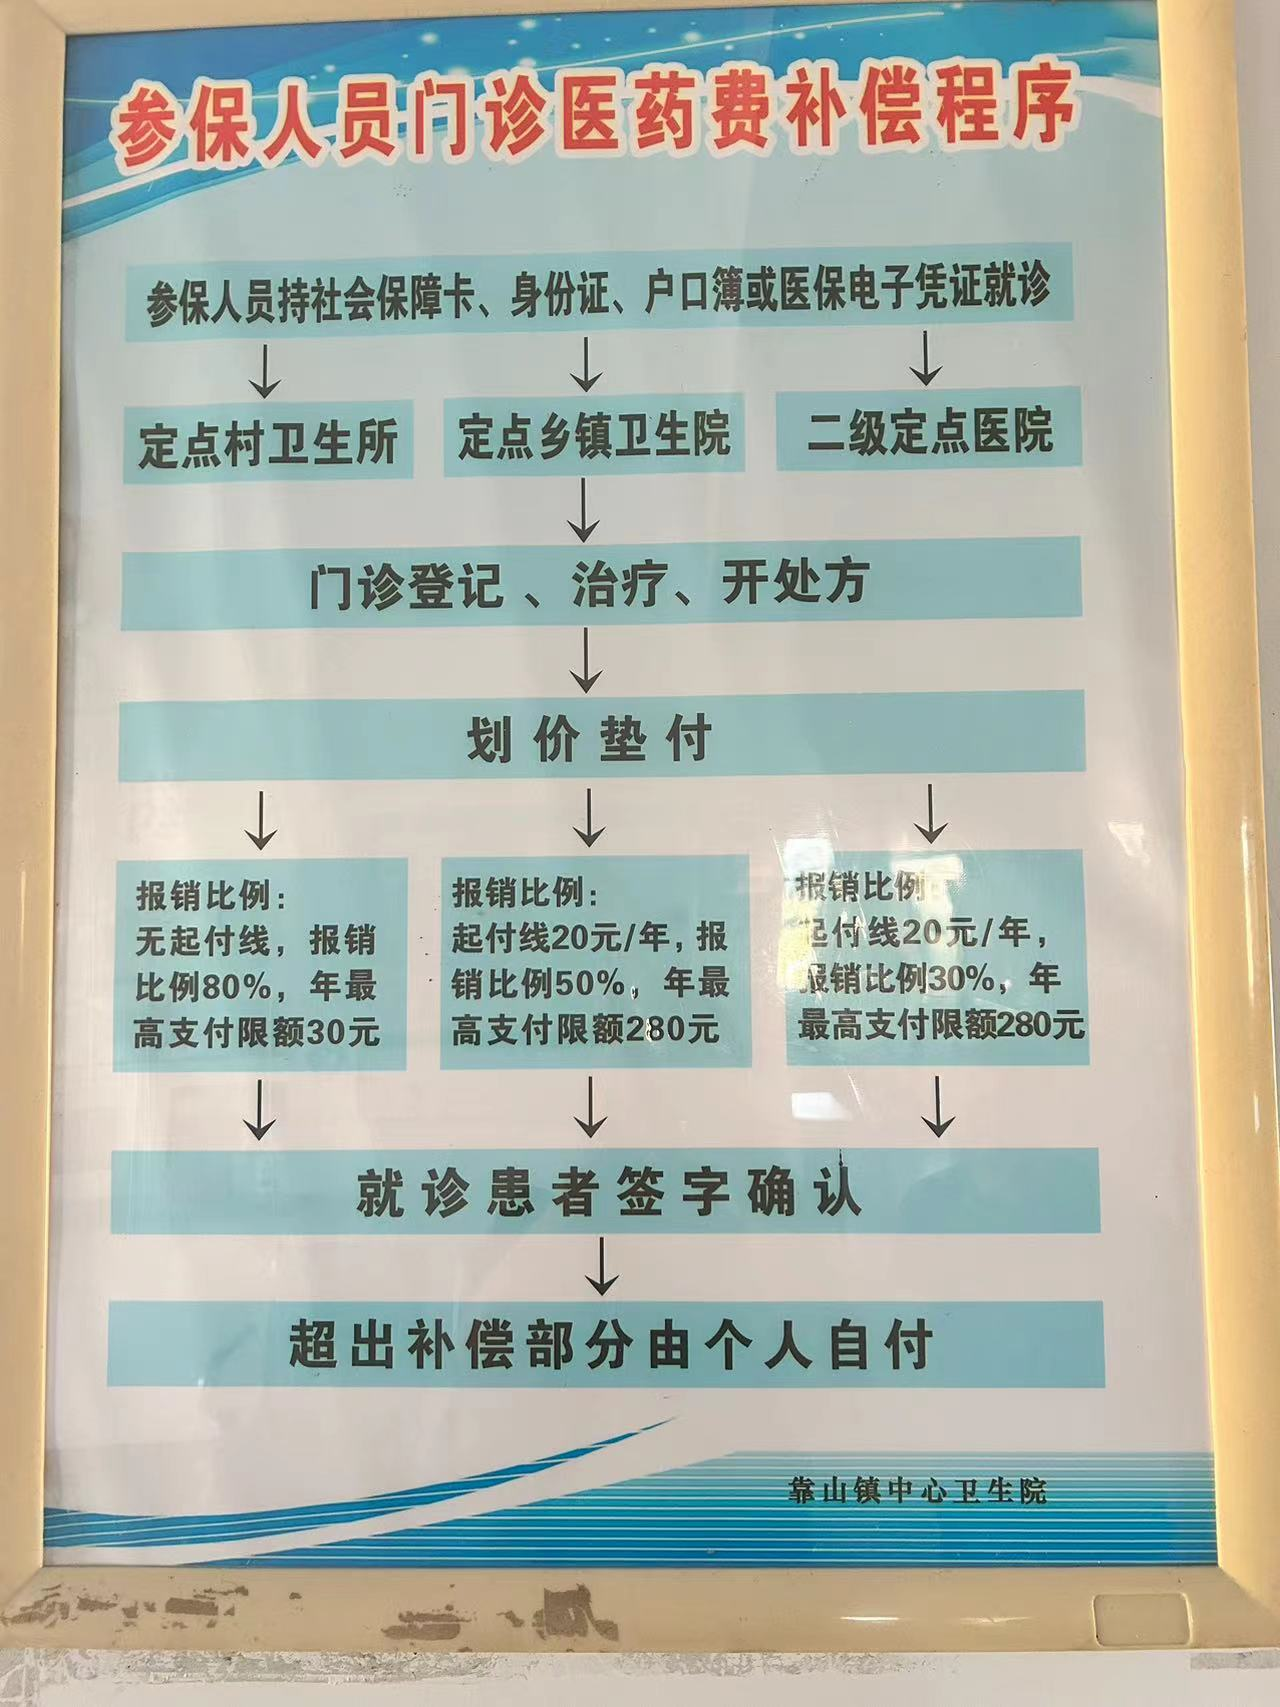 参保人员门诊医药费补偿程序
参保人员持社会保障卡、身份证、户口簿或医保电子凭证就诊
定点村卫生所
定点乡镇卫生院
二级定点医院
门诊登记、治疗、开处方
划价垫付
报销比例：
无起付线，报销
比例80%，年最
高支付限额30元
报销比例：
起付线20元/年，报
销比例50%，年最
高支付限额280元
报销比例：
起付线20元/年，
报销比例30%，年
最高支付限额280元
就诊患者签字确认
超出补偿部分由个人自付
靠山镇中心卫生院